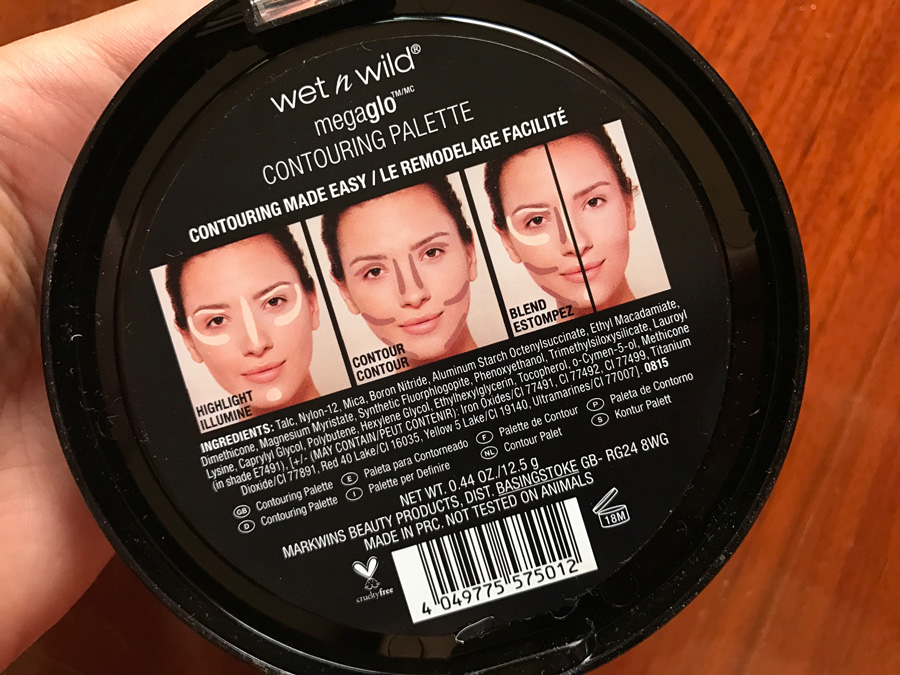 wet n wild®
megaglo™/MC
CONTOURING PALETTE
CONTOURING MADE EASY / LE REMODELAGE FACILITÉ
HIGHLIGHT
ILLUMINE
CONTOUR
CONTOUR
BLEND
ESTOMPEZ
INGREDIENTS: Talc, Nylon-12, Mica, Boron Nitride, Aluminum Starch Octenylsuccinate, Ethyl Macadamiate,
Dimethicone, Magnesium Myristate, Synthetic Fluorphlogopite, Phenoxyethanol, Trimethylsiloxysilicate, Lauroyl
Lysine, Caprylyl Glycol, Polybutene, Hexylene Glycol, Ethylhexylglycerin, Tocopherol, O-Cymen-5-ol, Methicone
(in shade E7491), [+/- (MAY CONTAIN/PEUT CONTENIR): Iron Oxides/CI 77491, CI 77492, CI 77499, Titanium
Dioxide/CI 77891, Red 40 Lake/CI 16035, Yellow 5 Lake/CI 19140, Ultramarines/CI 77007]. 0815
GB Contouring Palette E Paleta para Contorneado F Palette de Contour P Paleta de Contorno
D Contouring Palette I Palette per Definire NL Contour Palet S Kontur Palett
NET WT. 0.44 OZ./12.5 g
MARKWINS BEAUTY PRODUCTS, DIST. BASINGSTOKE GB- RG24 8WG
MADE IN PRC. NOT TESTED ON ANIMALS
18M
crueltyfree
4 049775 575012